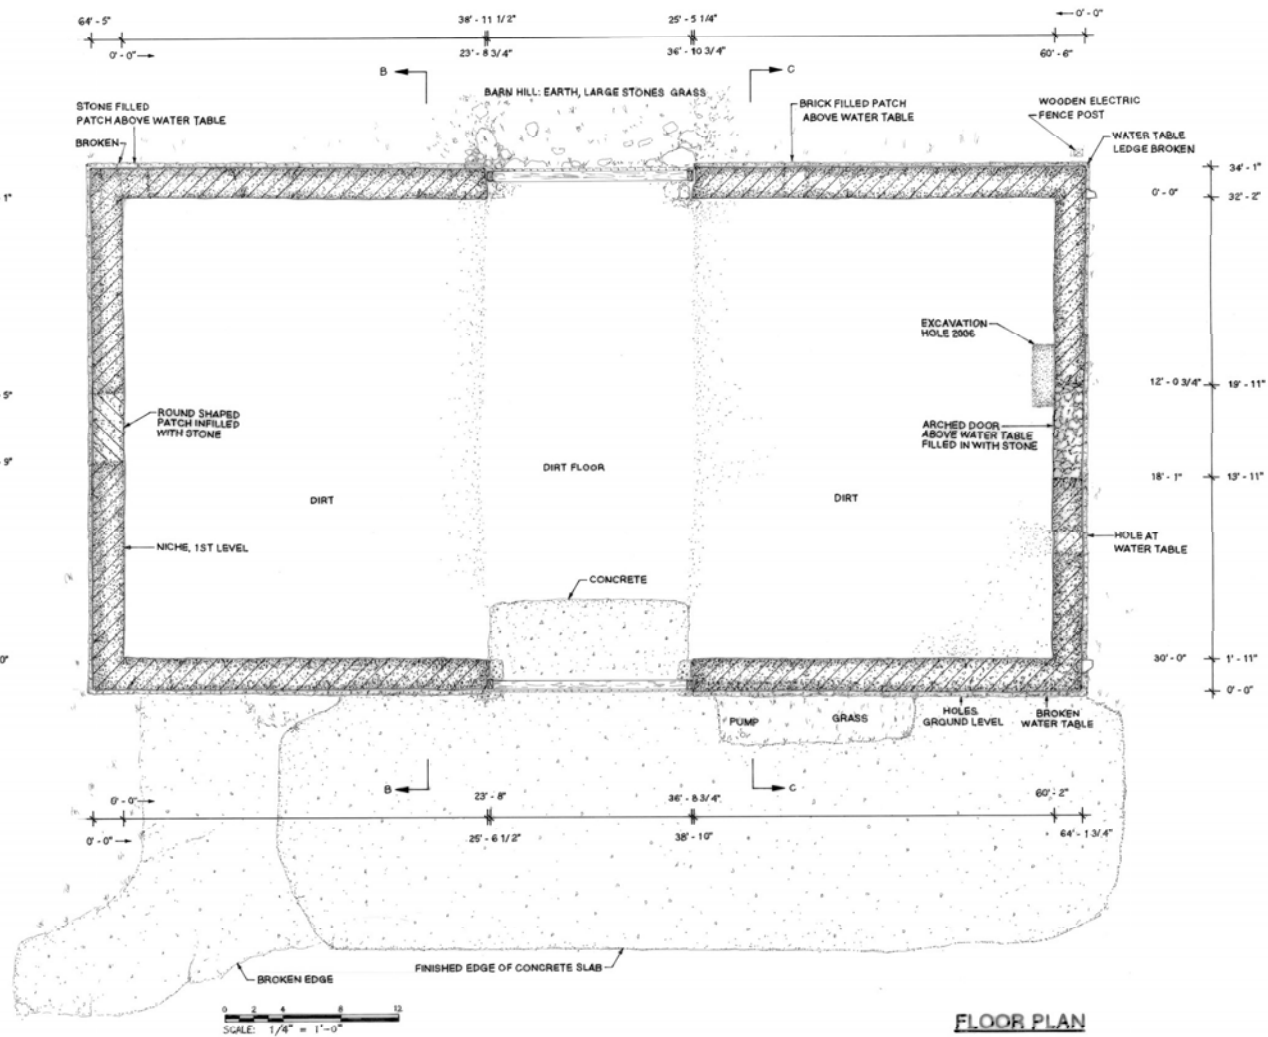 64' - 5"
38' - 11 1/2"
25' - 5 1/4"
0' - 0"
0' - 0"
23' - 8 3/4"
36' - 10 3/4"
60' - 6"
B
C
BARN HILL: EARTH, LARGE STONES GRASS
STONE FILLED
PATCH ABOVE WATER TABLE
BROKEN
BRICK FILLED PATCH
ABOVE WATER TABLE
WOODEN ELECTRIC
FENCE POST
WATER TABLE
LEDGE BROKEN
34' - 1"
1"
0' - 0"
32' - 2"
EXCAVATION
HOLE 2006
5"
12' - 0 3/4"
19' - 11"
ROUND SHAPED
PATCH INFILLED
WITH STONE
ARCHED DOOR
ABOVE WATER TABLE
FILLED IN WITH STONE
9"
DIRT FLOOR
18' - 1"
13' - 11"
DIRT
DIRT
NICHE, 1ST LEVEL
HOLE AT
WATER TABLE
CONCRETE
0"
30' - 0"
1' - 11"
0' - 0"
PUMP
GRASS
HOLES
GROUND LEVEL
BROKEN
WATER TABLE
B
C
0' - 0"
23' - 8"
36' - 8 3/4"
60' - 2"
0' - 0"
25' - 6 1/2"
38' - 10"
64' - 1 3/4"
BROKEN EDGE
FINISHED EDGE OF CONCRETE SLAB
0 2 4 8 12
SCALE: 1/4" = 1'-0"
FLOOR PLAN